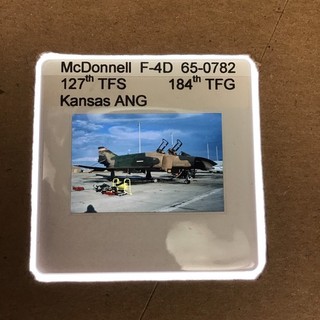 McDonnell F-4D 65-0782
127th TFS 184th TFG
Kansas ANG